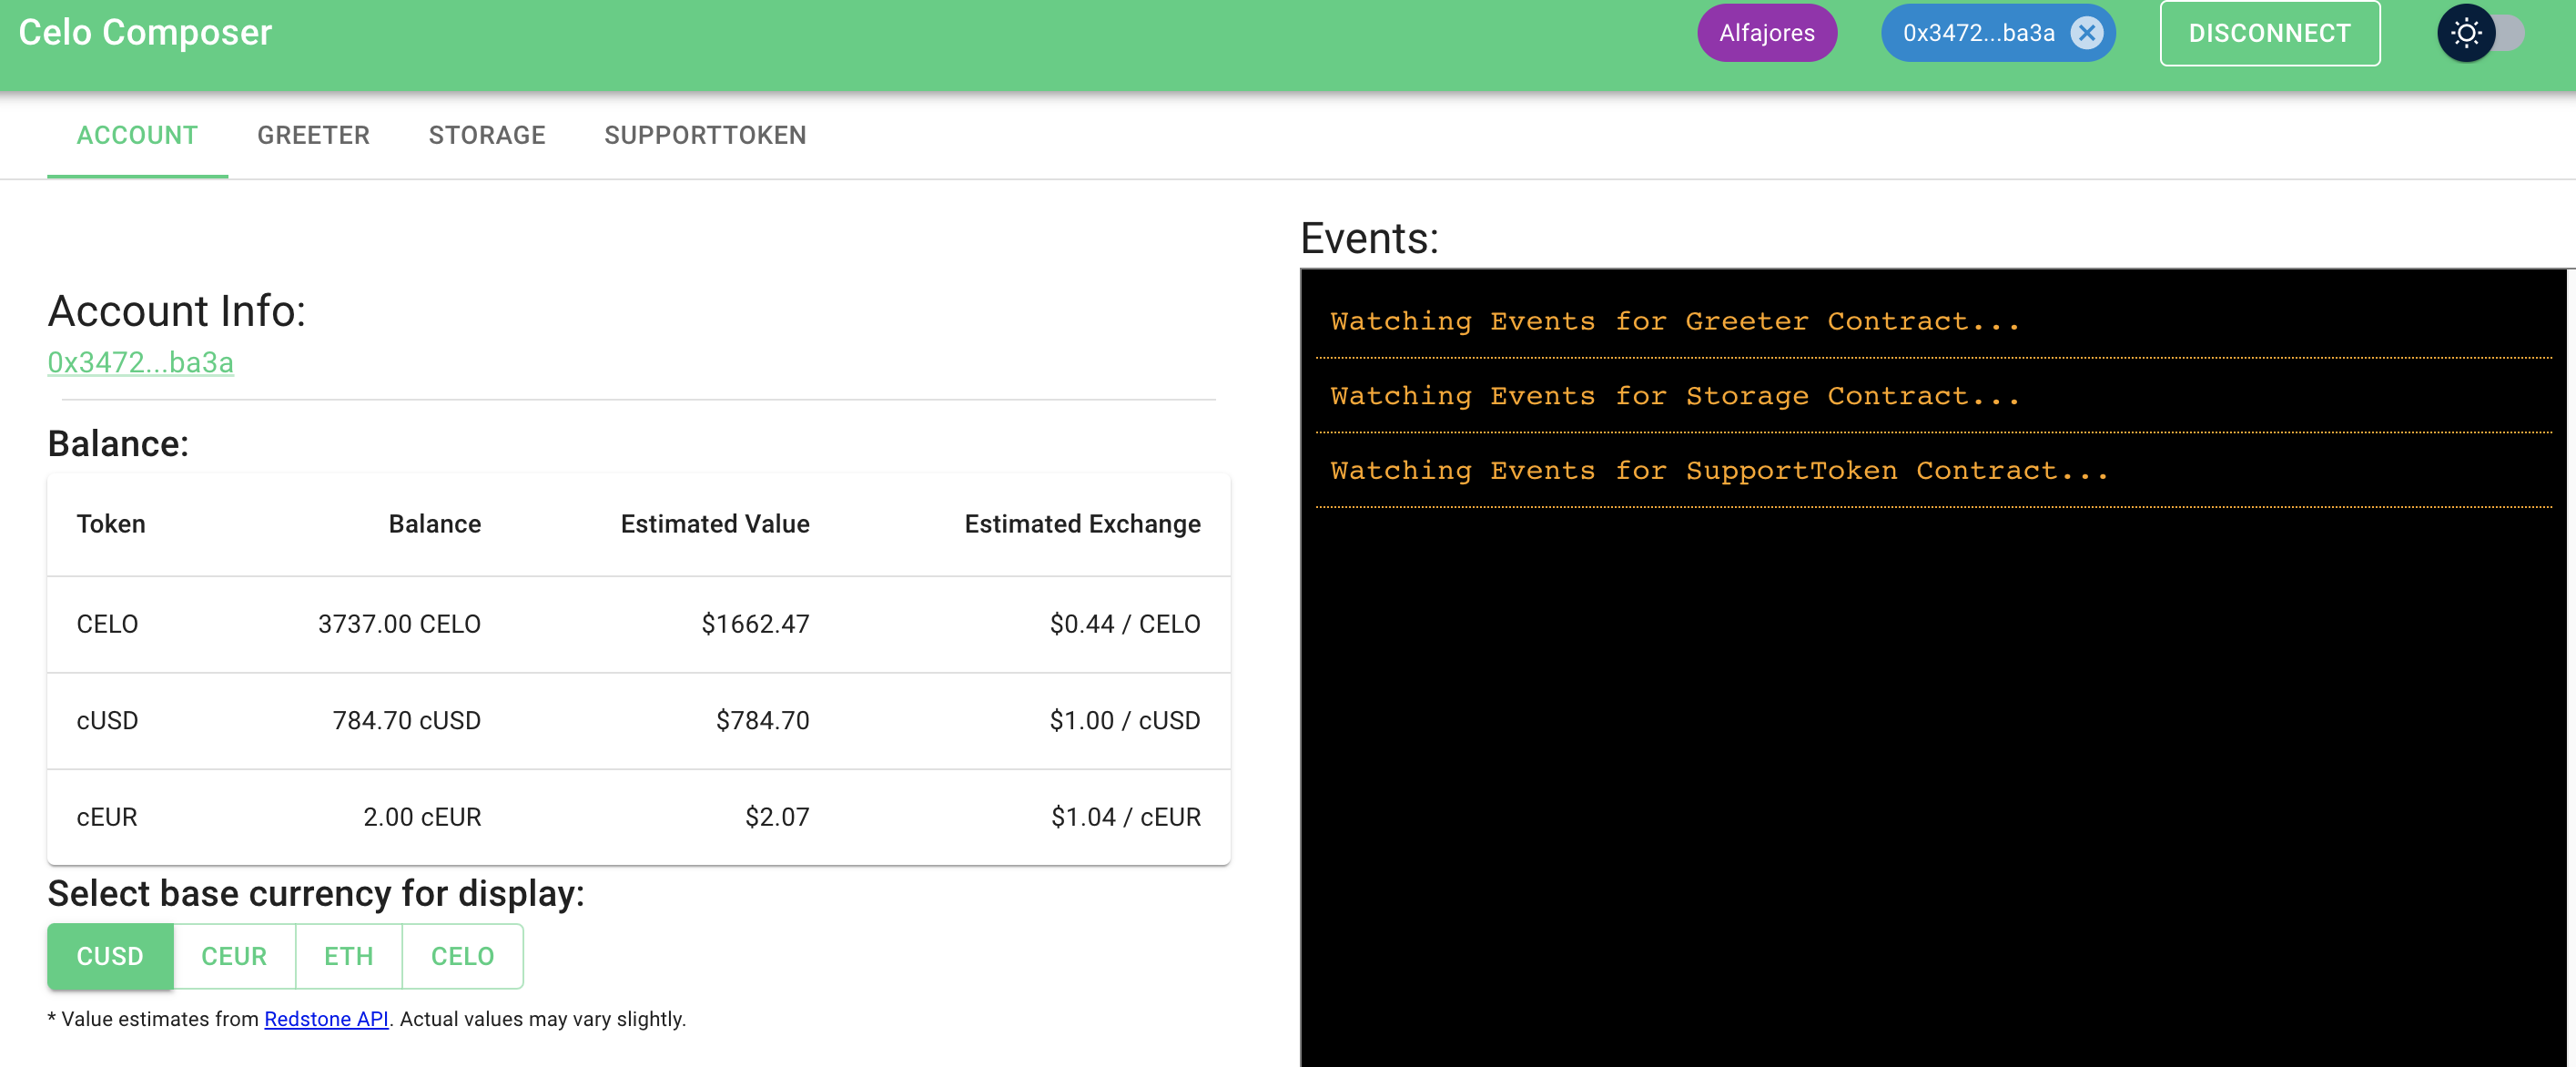 Celo Composer
Alfajores
0x3472...ba3a
DISCONNECT
ACCOUNT GREETER STORAGE SUPPORTTOKEN
Account Info:
0x3472...ba3a
Balance:
Token Balance Estimated Value Estimated Exchange
CELO 3737.00 CELO $1662.47 $0.44 / CELO
cUSD 784.70 cUSD $784.70 $1.00 / cUSD
cEUR 2.00 cEUR $2.07 $1.04 / cEUR
Select base currency for display:
CUSD CEUR ETH CELO
* Value estimates from Redstone API. Actual values may vary slightly.
Events:
Watching Events for Greeter Contract...
Watching Events for Storage Contract...
Watching Events for SupportToken Contract...